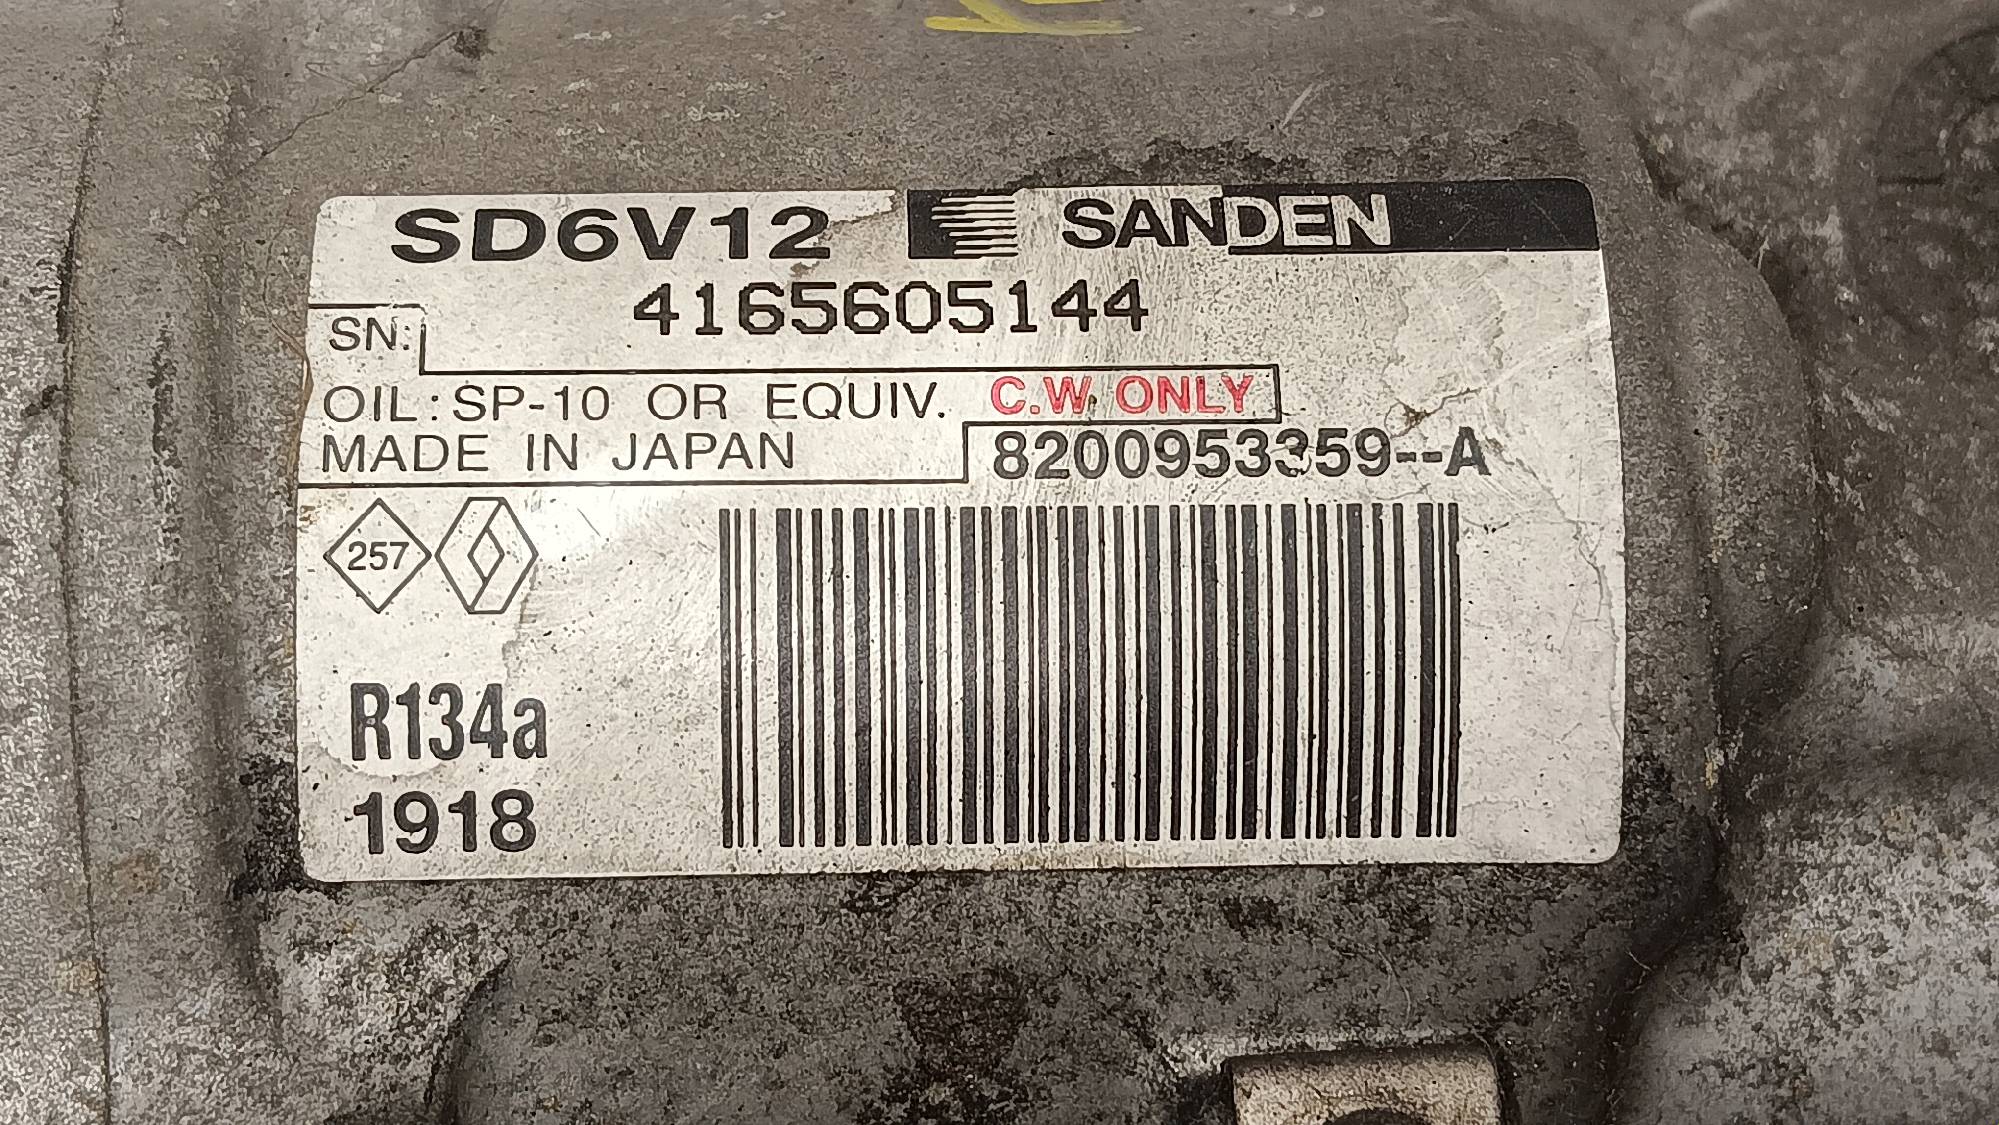 SD6V12 SANDEN
SN: 4165605144
OIL: SP-10 OR EQUIV. C.W. ONLY
MADE IN JAPAN 8200953359--A
257
R134a
1918